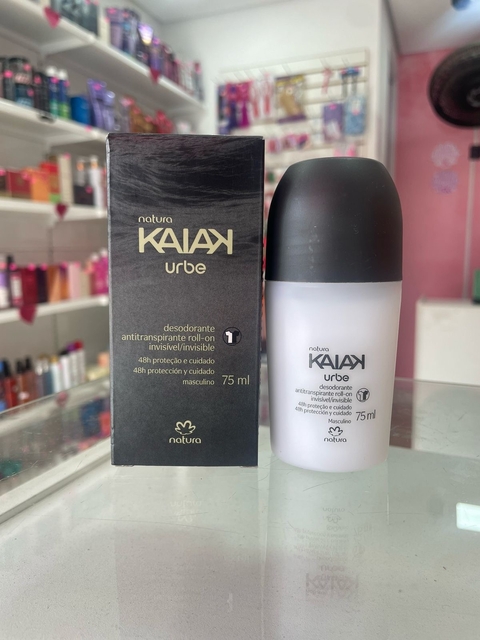 natura
KAIAK
urbe
desodorante
antitranspirante roll-on
invisível/invisible
48h proteção e cuidado
48h protección y cuidado
masculino 75 ml
natura
natura
KAIAK
urbe
desodorante
antitranspirante roll-on
invisível/invisible
48h proteção e cuidado
48h protección y cuidado
75 ml
Masculino
natura